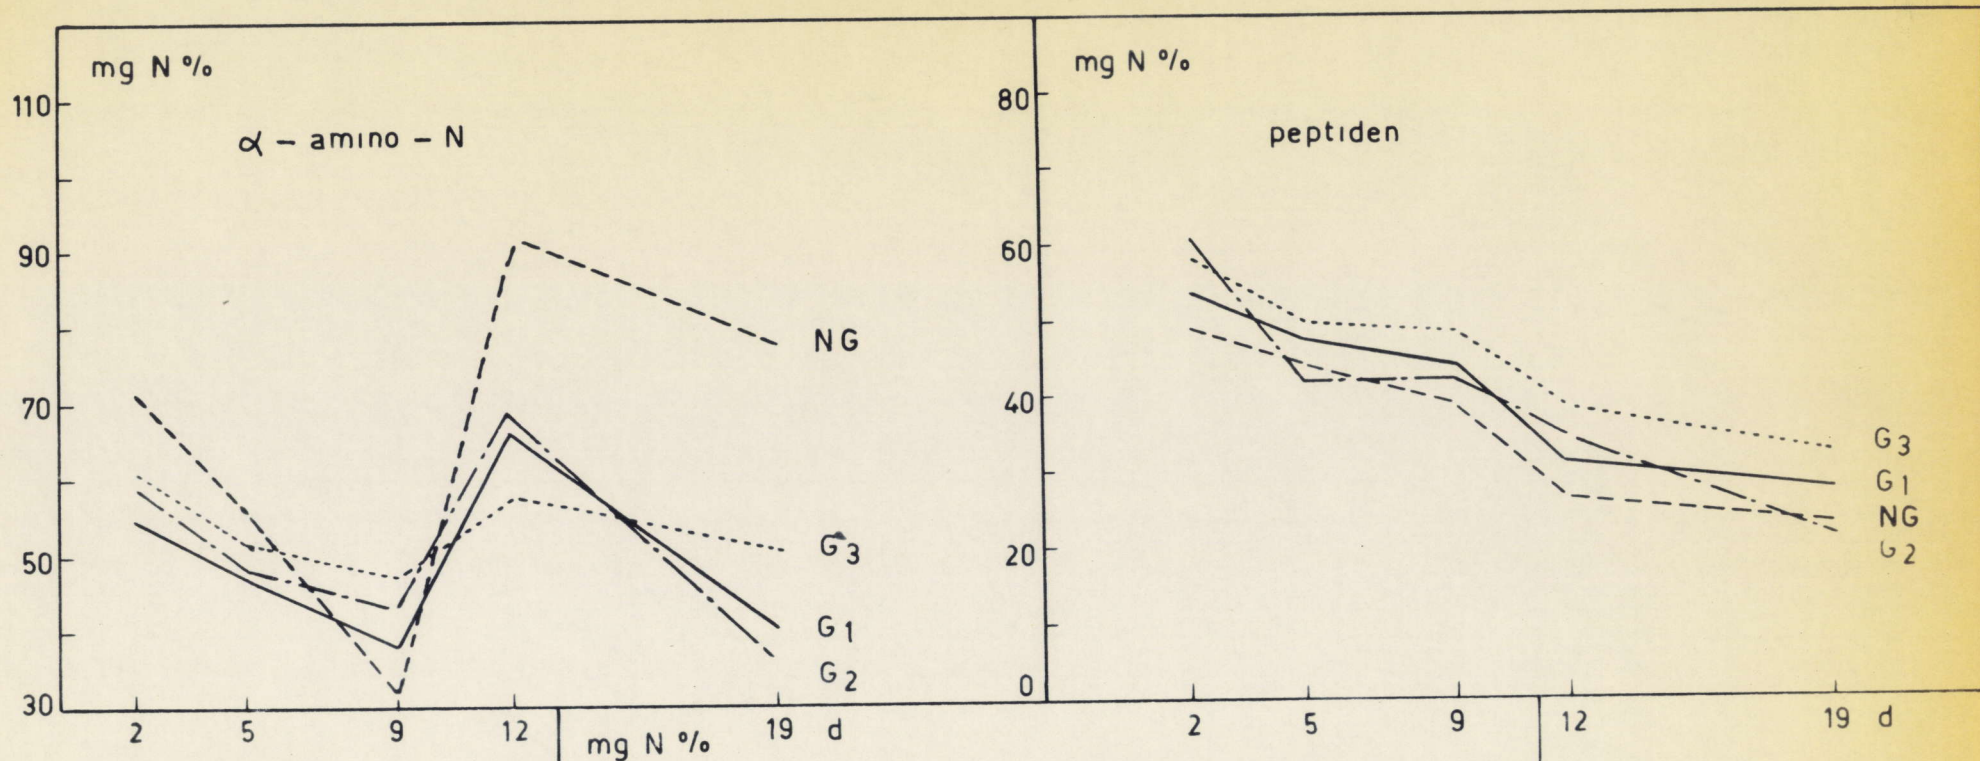 mg N %
110
α - amino - N
90
NG
70
50
G3
G1
G2
30
2 5 9 12 19 d
mg N %
mg N %
80
peptiden
60
40
G3
G1
NG
20
G2
0
2 5 9 12 19 d